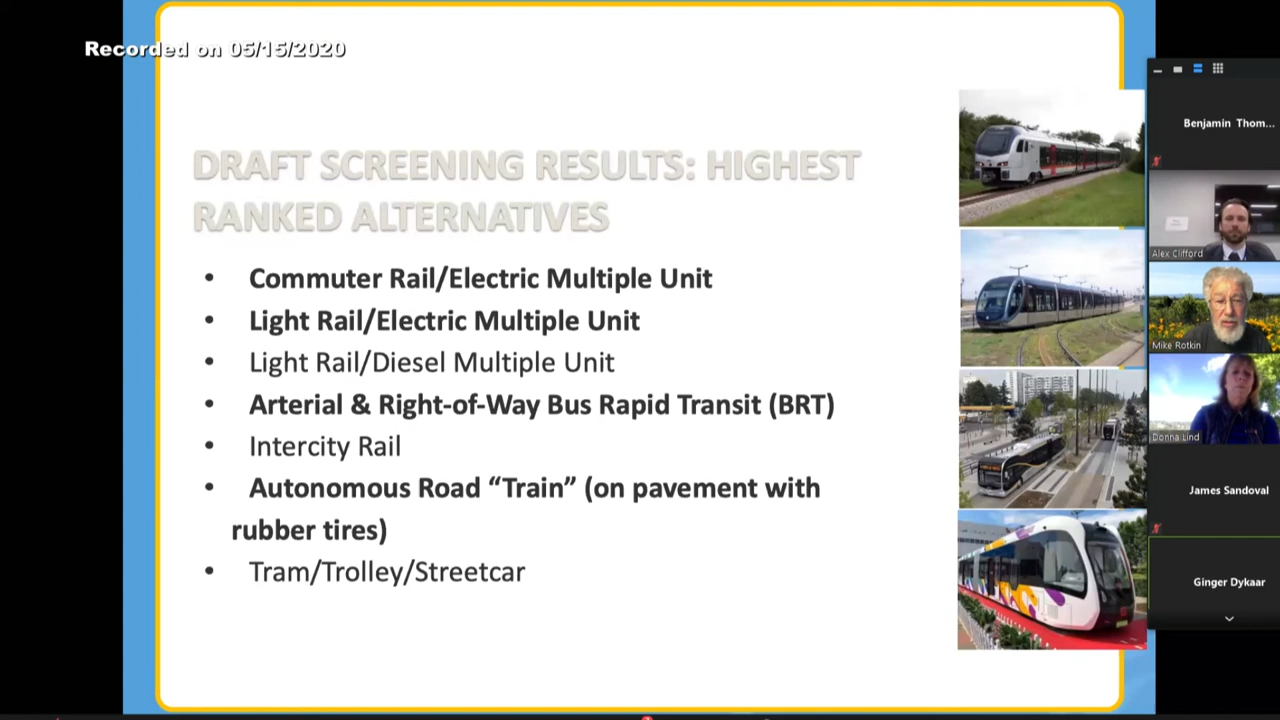 Recorded on 05/15/2020
DRAFT SCREENING RESULTS: HIGHEST
RANKED ALTERNATIVES
• Commuter Rail/Electric Multiple Unit
• Light Rail/Electric Multiple Unit
• Light Rail/Diesel Multiple Unit
• Arterial & Right-of-Way Bus Rapid Transit (BRT)
• Intercity Rail
• Autonomous Road “Train” (on pavement with
rubber tires)
• Tram/Trolley/Streetcar
Benjamin Thom...
Alex Clifford
Mike Rotkin
Donna Lind
James Sandoval
Ginger Dykaar